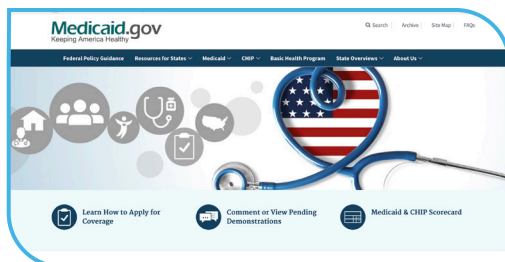 Medicaid.gov
Keeping America Healthy
Search Archive Site Map FAQs
Federal Policy Guidance Resources for States Medicaid CHIP Basic Health Program State Overviews About Us
Learn How to Apply for
Coverage
Comment or View Pending
Demonstrations
Medicaid & CHIP Scorecard